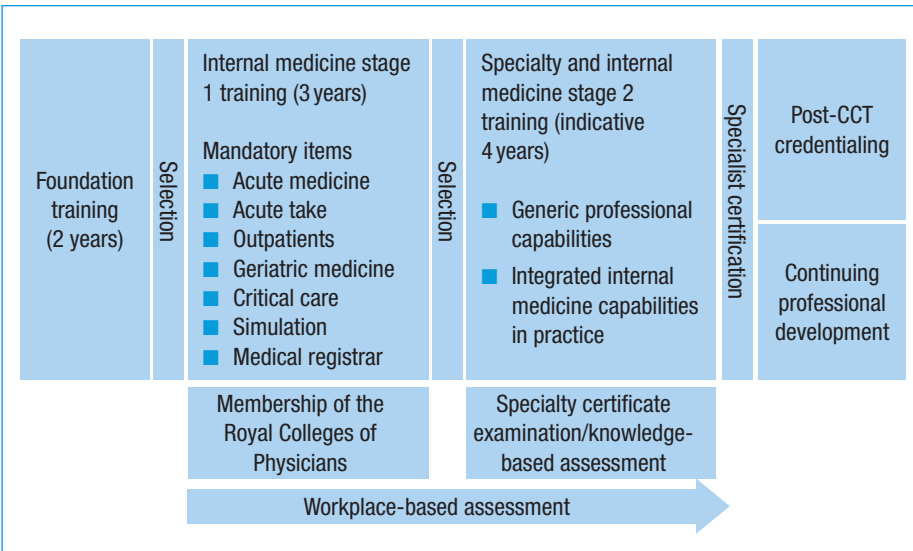 Foundation
training
(2 years)
Selection
Internal medicine stage
1 training (3 years)
Mandatory items
Acute medicine
Acute take
Outpatients
Geriatric medicine
Critical care
Simulation
Medical registrar
Membership of the
Royal Colleges of
Physicians
Selection
Specialty and internal
medicine stage 2
training (indicative
4 years)
Generic professional
capabilities
Integrated internal
medicine capabilities
in practice
Specialty certificate
examination/knowledge-
based assessment
Specialist certification
Post-CCT
credentialing
Continuing
professional
development
Workplace-based assessment